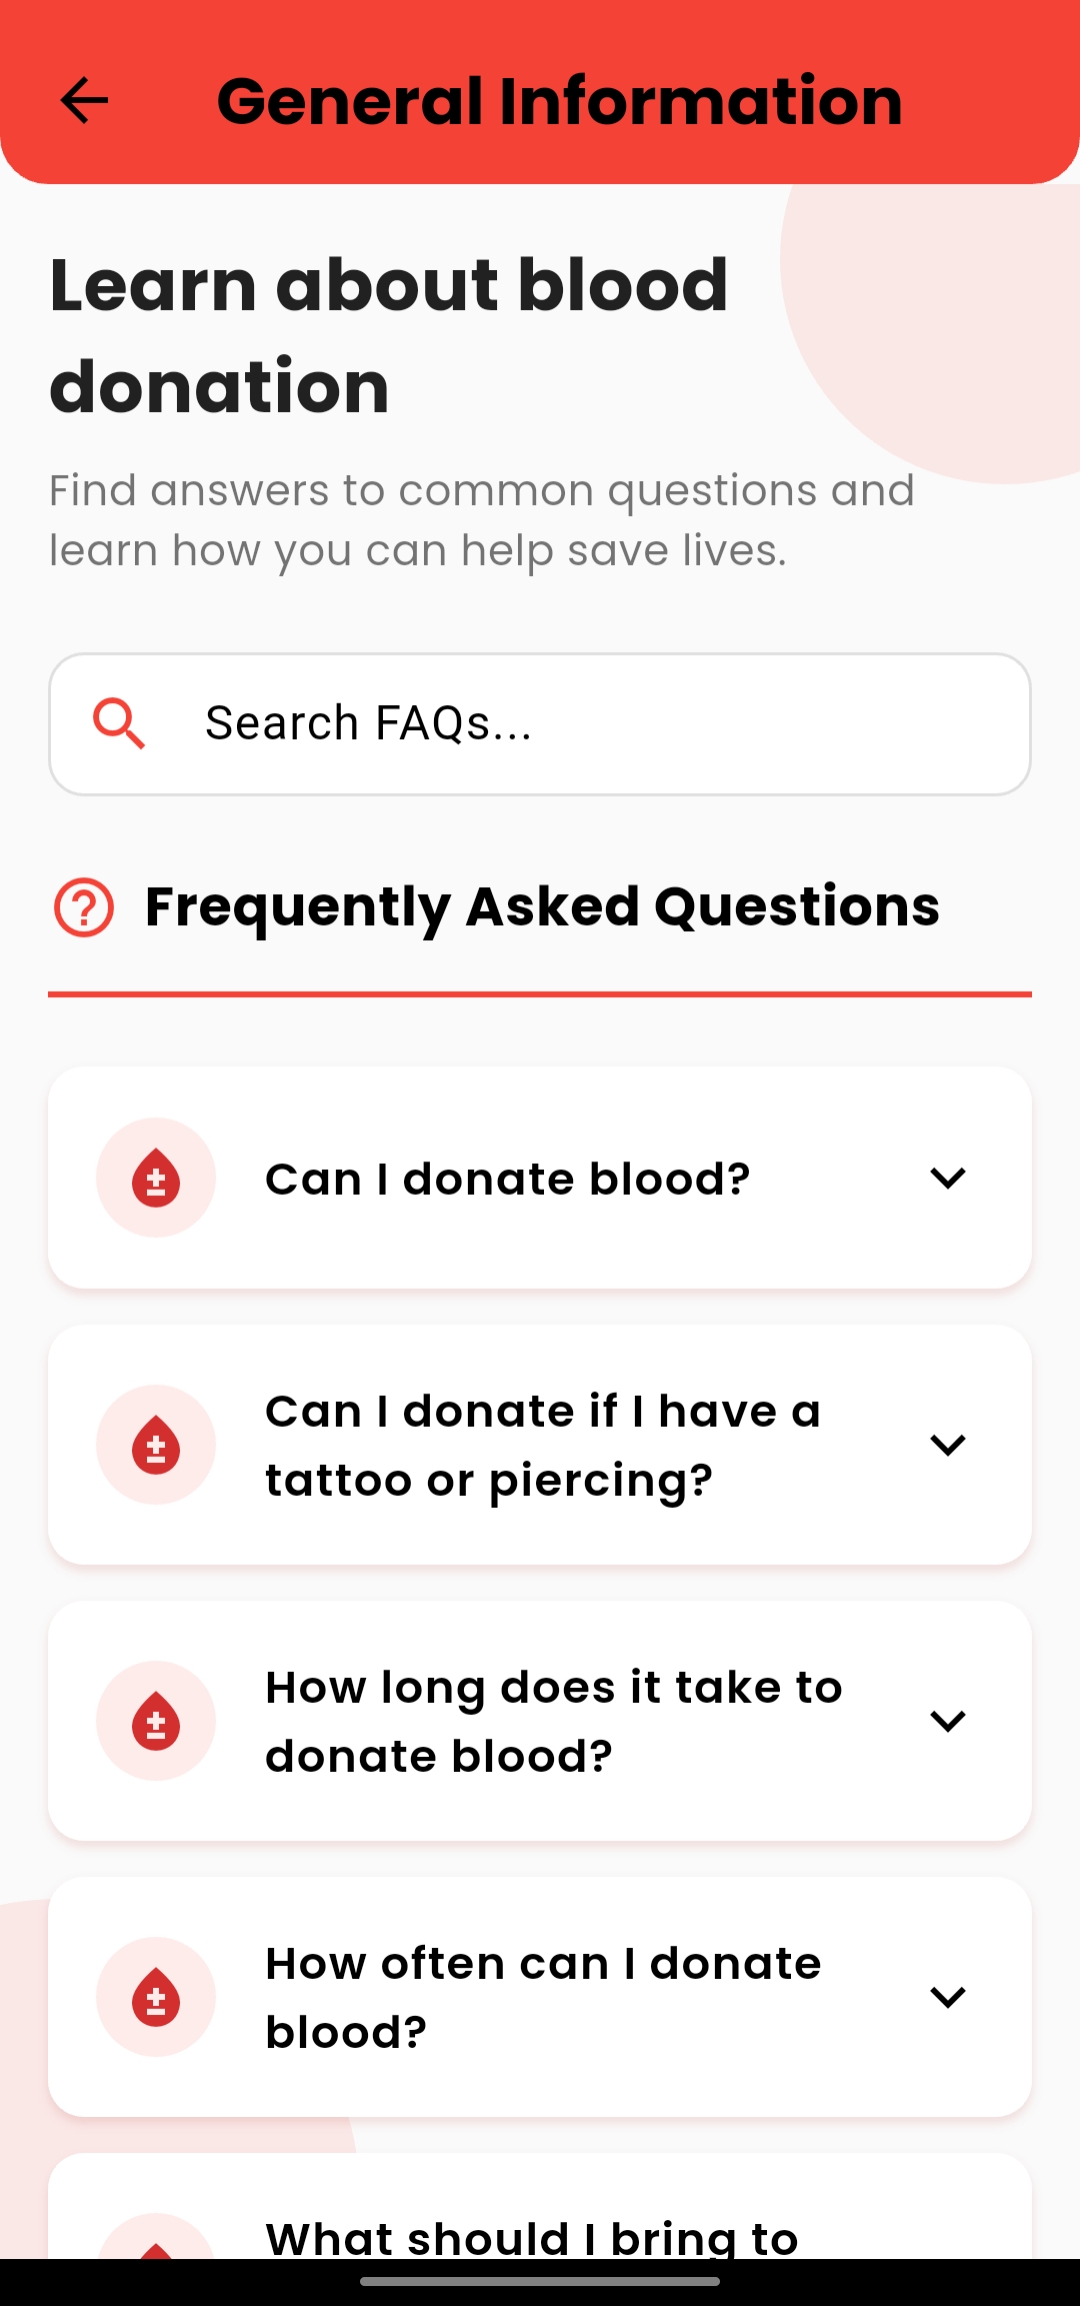 General Information
Learn about blood
donation
Find answers to common questions and
learn how you can help save lives.
Search FAQs...
Frequently Asked Questions
Can I donate blood?
Can I donate if I have a
tattoo or piercing?
How long does it take to
donate blood?
How often can I donate
blood?
What should I bring to